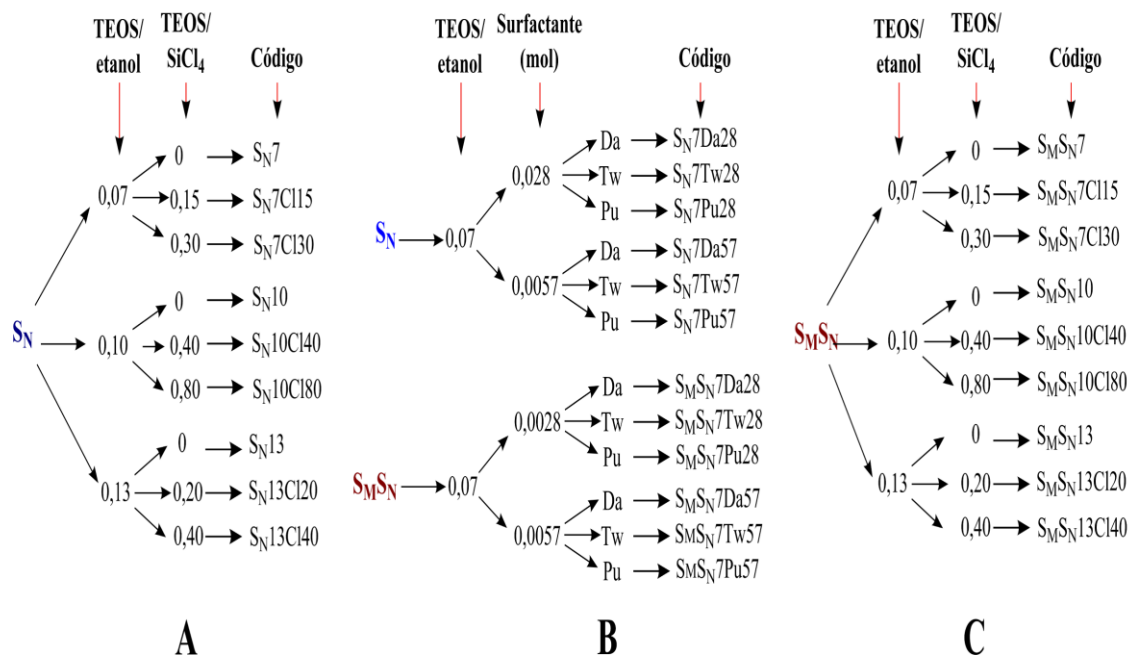 TEOS/ etanol
TEOS/ SiCl4
Código
SN
0,07
0
SN7
0,15
SN7Cl15
0,30
SN7Cl30
0,10
0
SN10
0,40
SN10Cl40
0,80
SN10Cl80
0,13
0
SN13
0,20
SN13Cl20
0,40
SN13Cl40
A
TEOS/ etanol
Surfactante (mol)
Código
SN
0,07
0,028
Da
SN7Da28
Tw
SN7Tw28
Pu
SN7Pu28
0,0057
Da
SN7Da57
Tw
SN7Tw57
Pu
SN7Pu57
SMSN
0,07
0,0028
Da
SMSN7Da28
Tw
SMSN7Tw28
Pu
SMSN7Pu28
0,0057
Da
SMSN7Da57
Tw
SMSN7Tw57
Pu
SMSN7Pu57
B
TEOS/ etanol
TEOS/ SiCl4
Código
SMSN
0,07
0
SMSN7
0,15
SMSN7Cl15
0,30
SMSN7Cl30
0,10
0
SMSN10
0,40
SMSN10Cl40
0,80
SMSN10Cl80
0,13
0
SMSN13
0,20
SMSN13Cl20
0,40
SMSN13Cl40
C